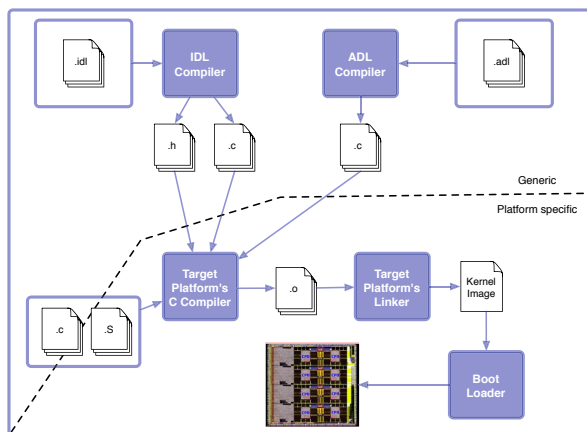 .idl
IDL
Compiler
ADL
Compiler
.adl
.h
.c
.c
Generic
Platform specific
Target
Platform's
C Compiler
.o
Target
Platform's
Linker
Kernel
Image
.c
.S
Boot
Loader